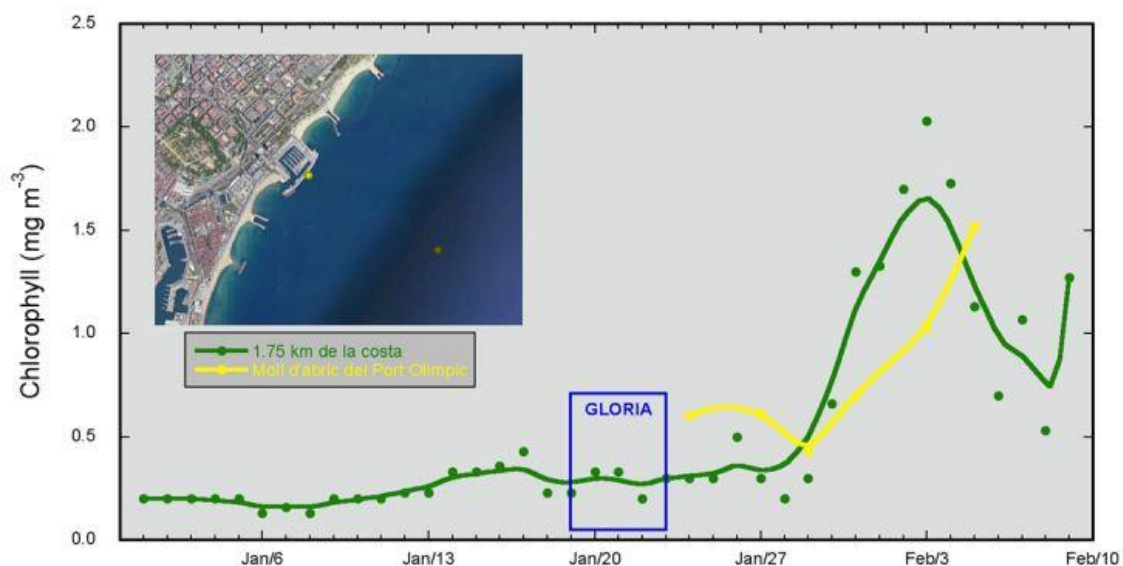 2.5
2.0
1.5
1.0
0.5
0.0
Chlorophyll (mg m⁻³)
1.75 km de la costa
Moll d'abric del Port Olímpic
GLORIA
Jan/6 Jan/13 Jan/20 Jan/27 Feb/3 Feb/10